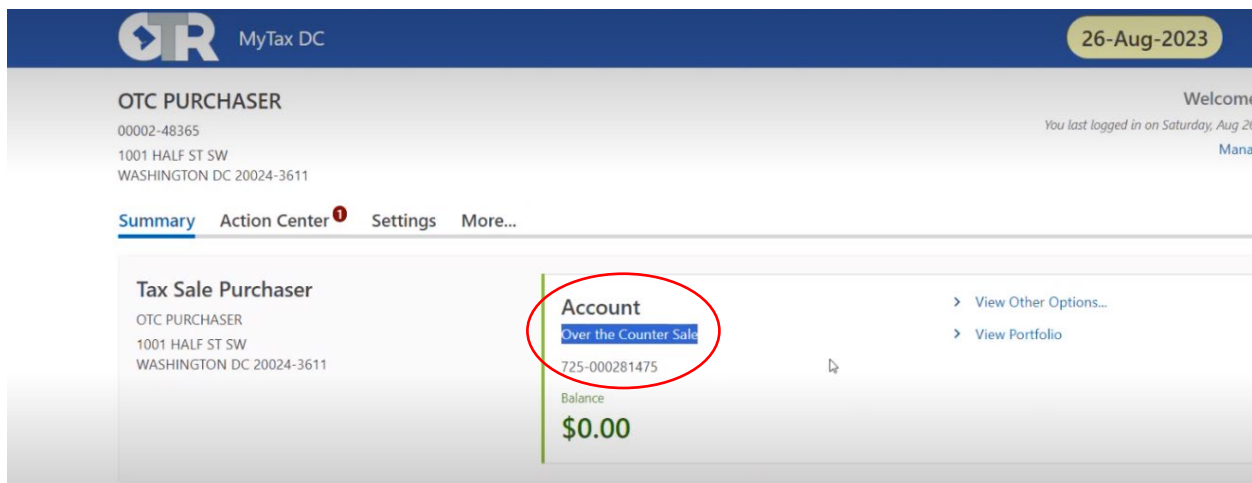 OTR MyTax DC
26-Aug-2023
OTC PURCHASER
00002-48365
1001 HALF ST SW
WASHINGTON DC 20024-3611
Welcome
You last logged in on Saturday, Aug 26
Mana
Summary Action Center 1 Settings More...
Tax Sale Purchaser
OTC PURCHASER
1001 HALF ST SW
WASHINGTON DC 20024-3611
Account
Over the Counter Sale
725-000281475
Balance
$0.00
> View Other Options...
> View Portfolio